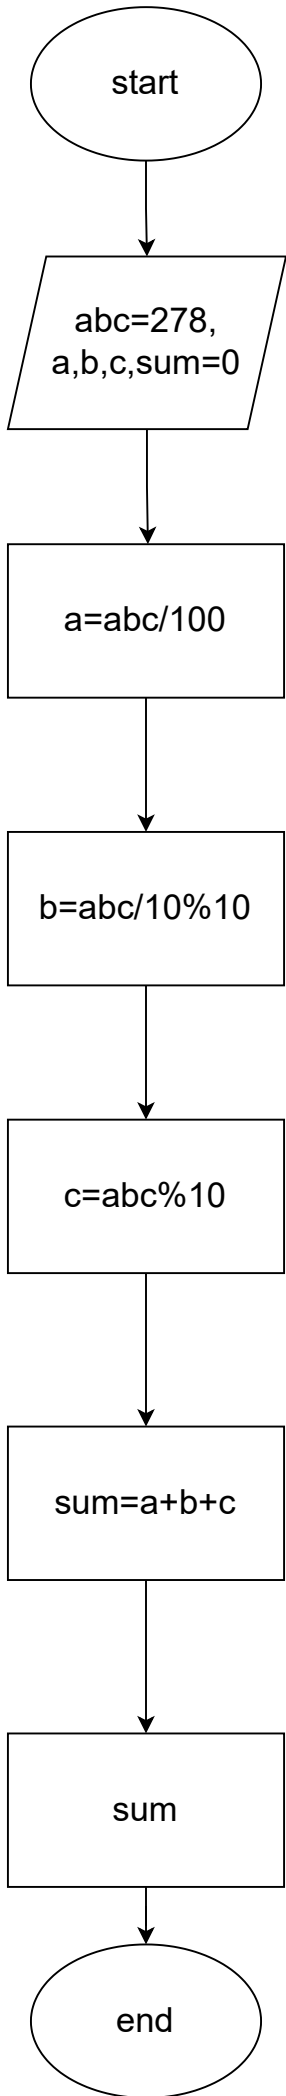 start
abc=278,
a,b,c,sum=0
a=abc/100
b=abc/10%10
c=abc%10
sum=a+b+c
sum
end